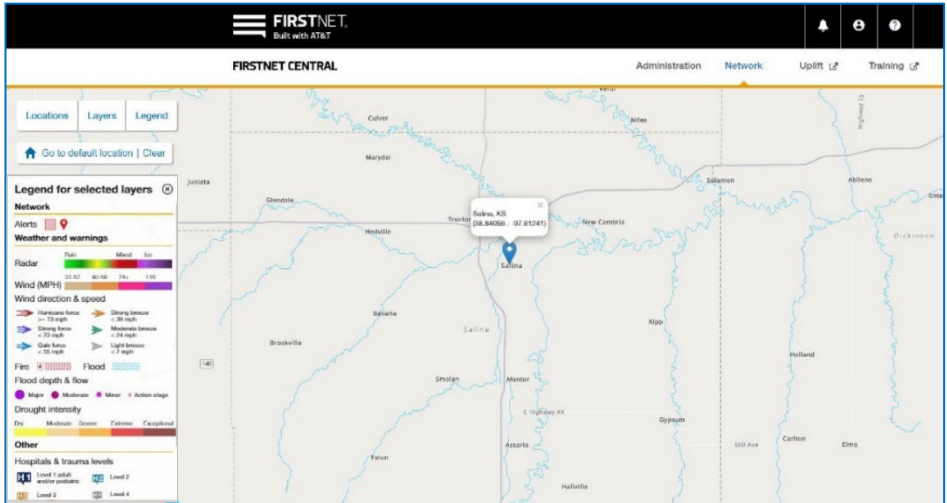 FIRSTNET
Built with AT&T
FIRSTNET CENTRAL
Administration Network Uplift Training
Locations Layers Legend
Go to default location | Clear
Legend for selected layers
Network
Alerts
Weather and warnings
Rain Mixed Ice
Radar
Wind (MPH)
Wind direction & speed
Hurricane force
>= 73 mph
Strong breeze
< 39 mph
Strong force
< 73 mph
Moderate breeze
< 24 mph
Gale force
< 55 mph
Light breeze
< 7 mph
Fire Flood
Flood depth & flow
Major Moderate Minor Action stage
Drought intensity
Dry Moderate Severe Extreme Exceptional
Other
Hospitals & trauma levels
Level 1 adult
and/or pediatric
Level 2
Level 3 Level 4
Culver
Niles
Marydel
Juniata
Solomon
Abilene
Glendale
Salina, KS
(38.84056 : -97.61241)
New Cambria
Hedville
Dickinson
Salina
Bavaria
Salina
Kipp
Brookville
Holland
140
Smolan
Mentor
Gypsum
Assaria
600 Ave
Carlton
Elmo
Falun
Hallville